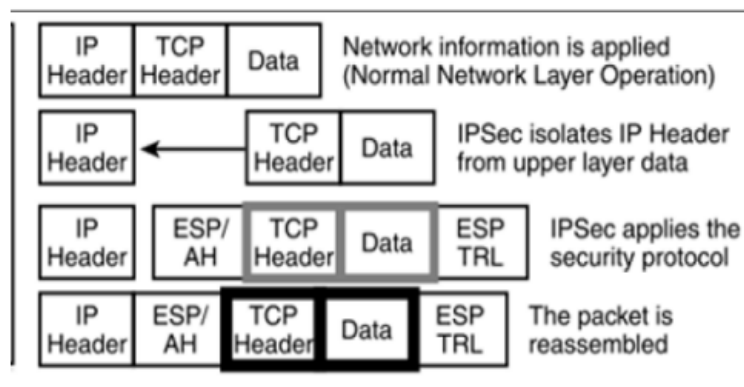 IP Header TCP Header Data Network information is applied
(Normal Network Layer Operation)
IP Header TCP Header Data IPSec isolates IP Header
from upper layer data
IP Header ESP/ AH TCP Header Data ESP TRL IPSec applies the
security protocol
IP Header ESP/ AH TCP Header Data ESP TRL The packet is
reassembled